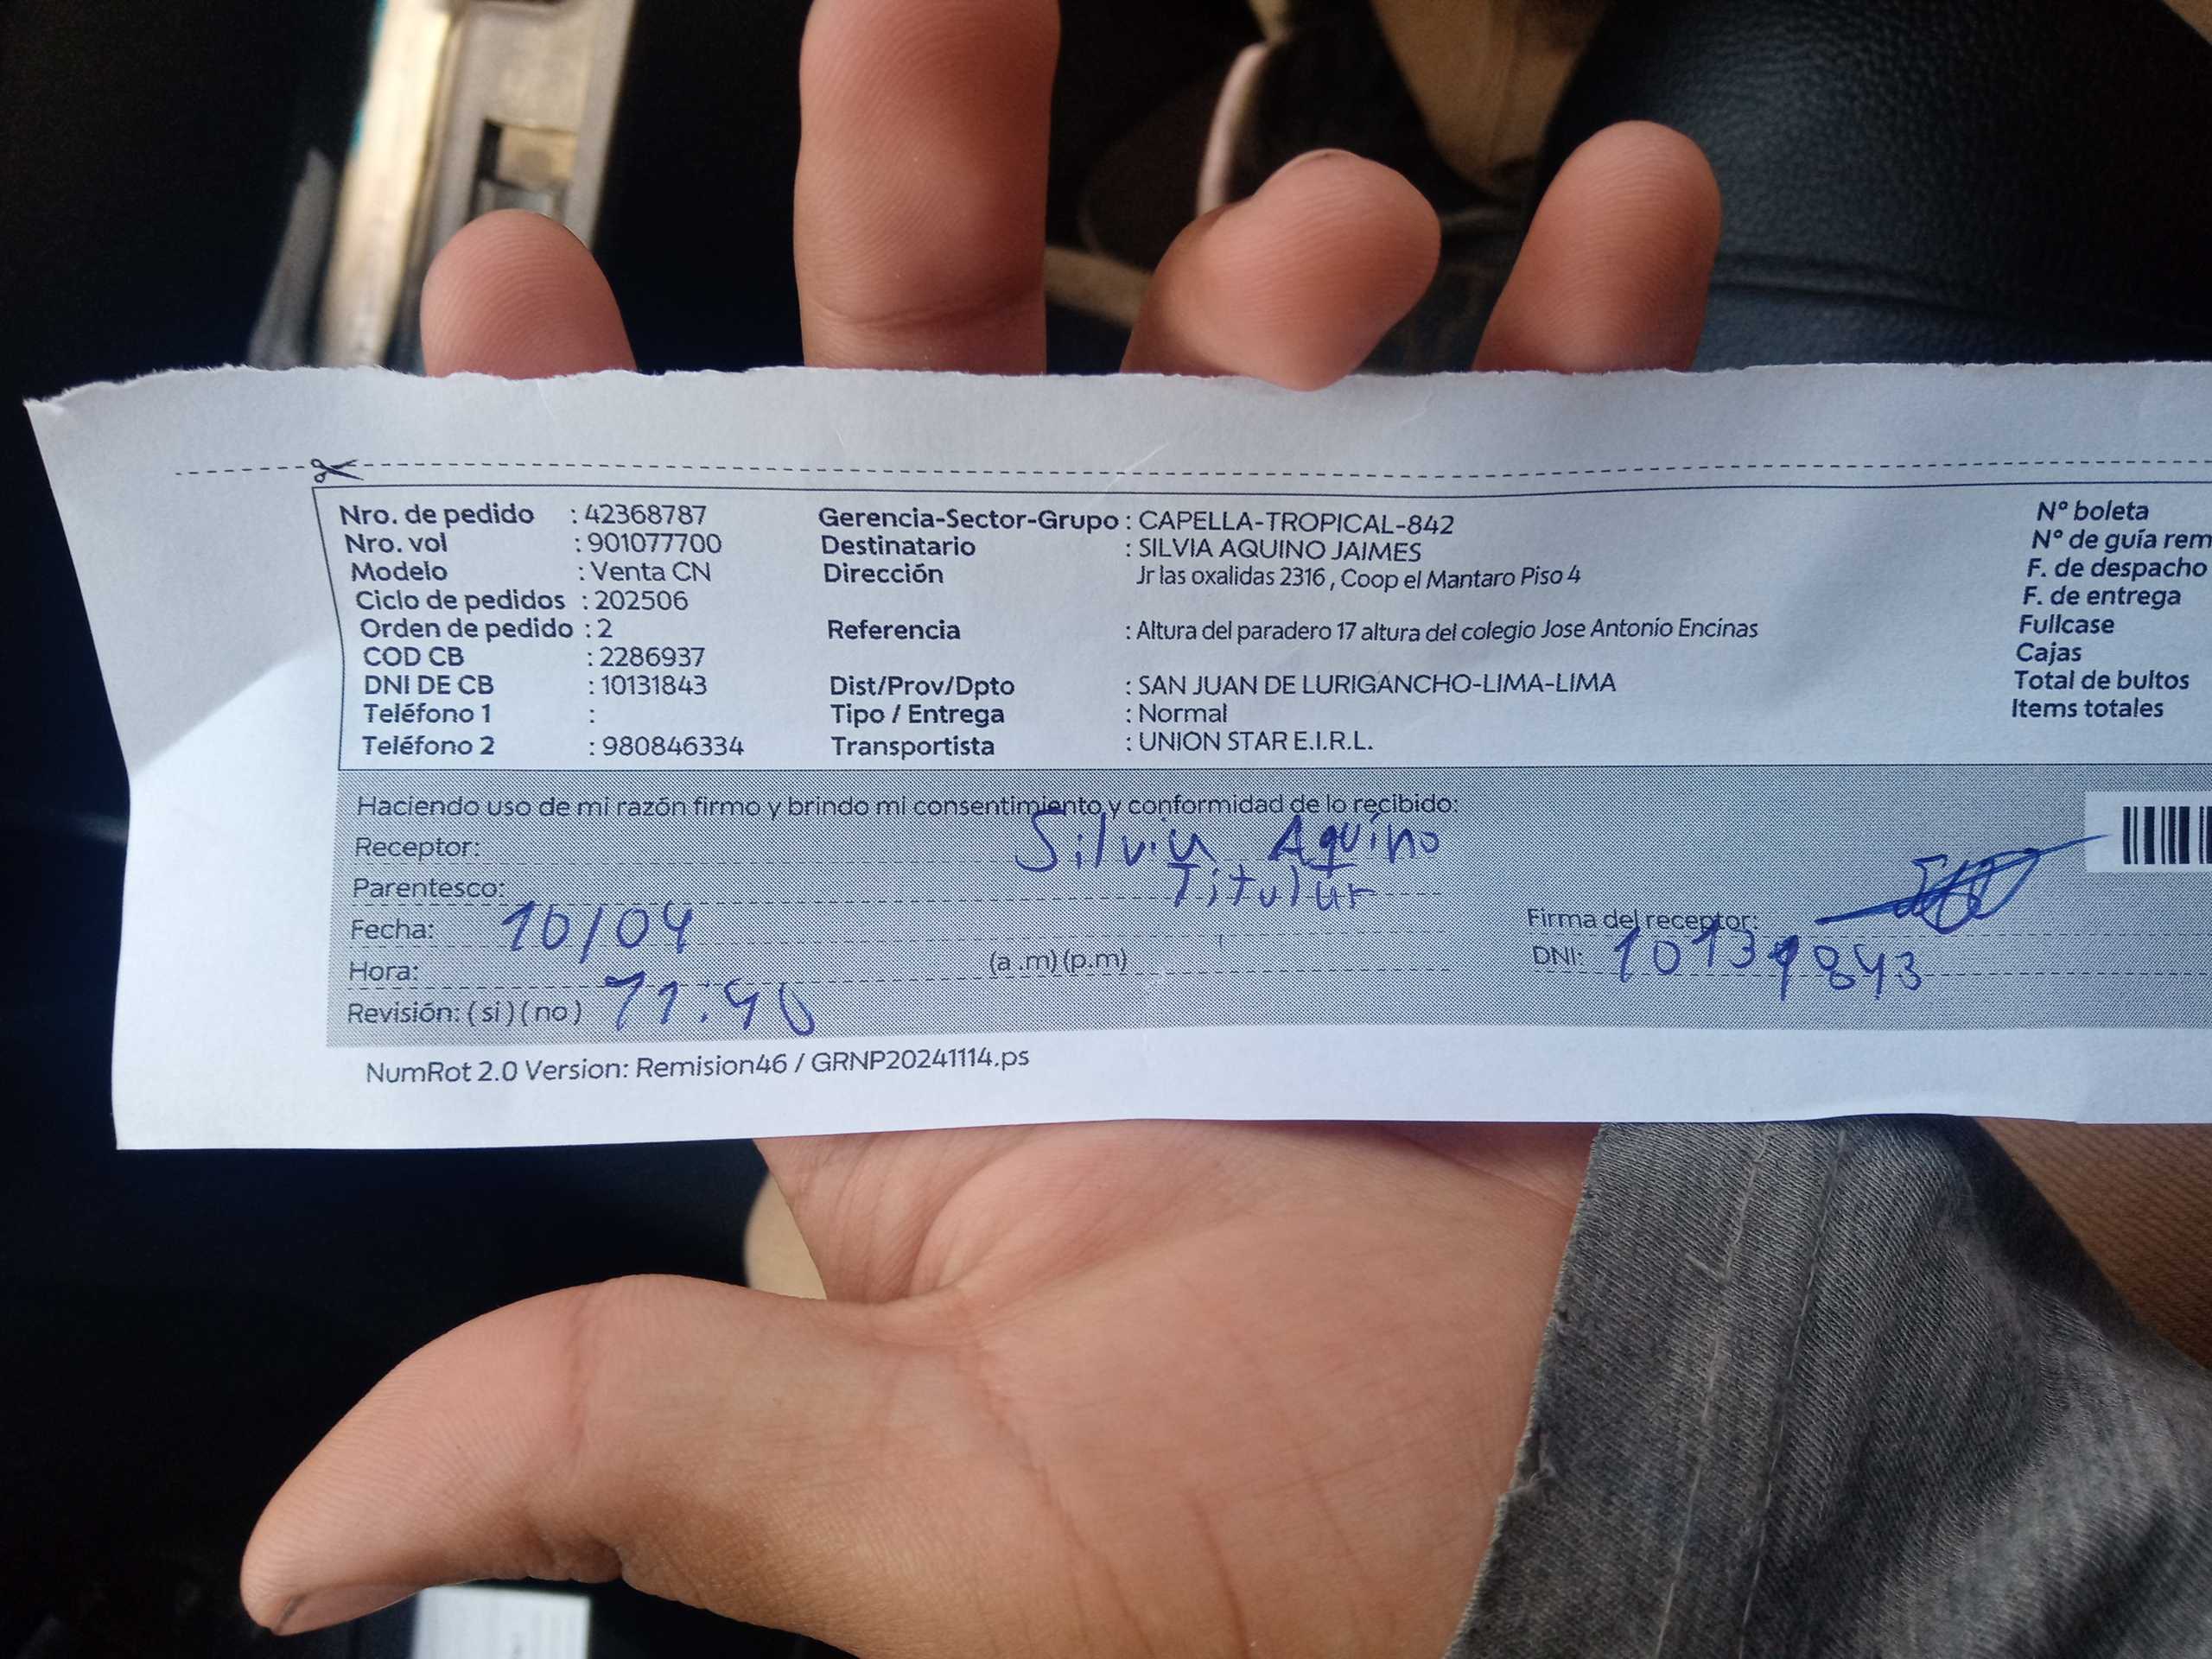 Nro. de pedido : 42368787
Nro. vol : 901077700
Modelo : Venta CN
Ciclo de pedidos : 202506
Orden de pedido : 2
COD CB : 2286937
DNI DE CB : 10131843
Teléfono 1 :
Teléfono 2 : 980846334
Gerencia-Sector-Grupo : CAPELLA-TROPICAL-842
Destinatario : SILVIA AQUINO JAIMES
Dirección Jr las oxalidas 2316 , Coop el Mantaro Piso 4
Referencia : Altura del paradero 17 altura del colegio Jose Antonio Encinas
Dist/Prov/Dpto : SAN JUAN DE LURIGANCHO-LIMA-LIMA
Tipo / Entrega : Normal
Transportista : UNION STAR E.I.R.L.
N° boleta
N° de guía rem
F. de despacho
F. de entrega
Fullcase
Cajas
Total de bultos
Items totales
Haciendo uso de mi razón firmo y brindo mi consentimiento y conformidad de lo recibido:
Receptor: Silvia Aquino
Parentesco: Titular
Fecha: 10/04
Hora: (a .m) (p.m)
Revisión: ( si ) ( no ) 11:40
Firma del receptor:
DNI: 10131843
NumRot 2.0 Version: Remision46 / GRNP20241114.ps